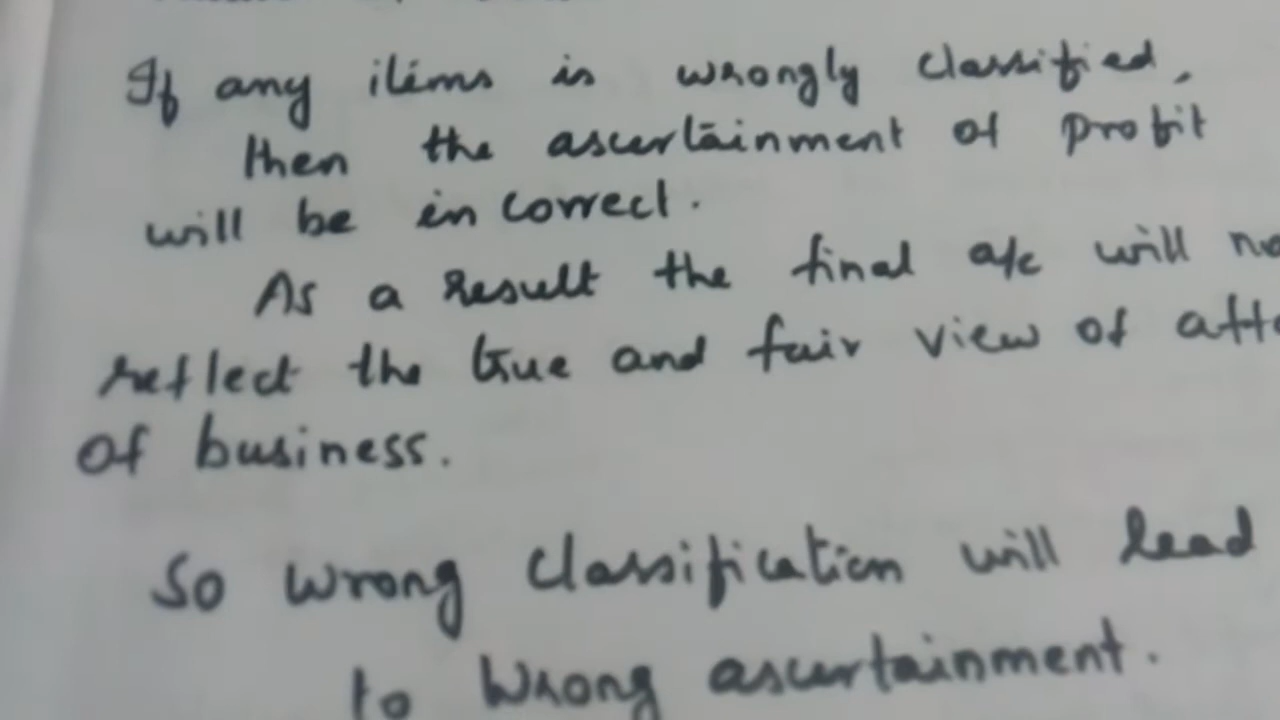 If any items is wrongly classified,
then the ascertainment of profit
will be incorrect.
As a result the final a/c will
reflect the true and fair view of
of business.
So wrong classification will lead
to wrong ascertainment.